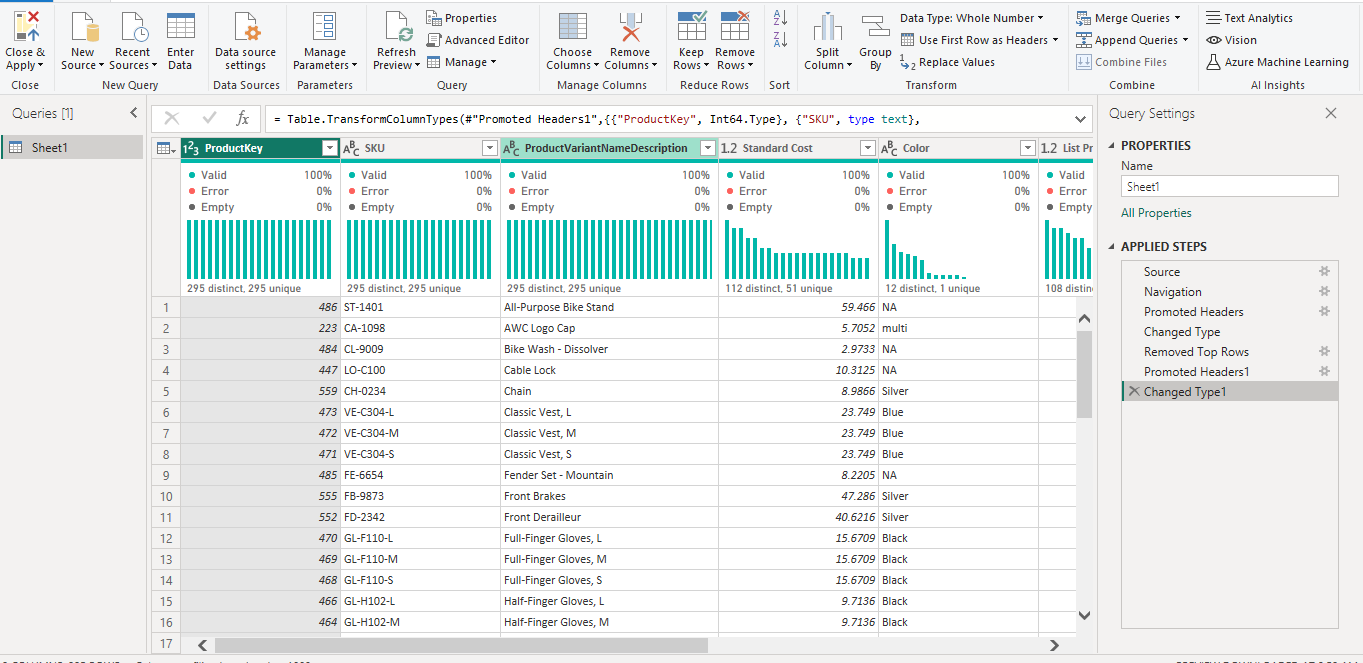 Close & Apply
New Source
Recent Sources
Enter Data
Data source settings
Manage Parameters
Refresh Preview
Properties
Advanced Editor
Manage
Choose Columns
Remove Columns
Keep Rows
Remove Rows
Split Column
Group By
Data Type: Whole Number
Use First Row as Headers
Replace Values
Merge Queries
Append Queries
Combine Files
Text Analytics
Vision
Azure Machine Learning
Close
New Query
Data Sources
Parameters
Query
Manage Columns
Reduce Rows
Sort
Transform
Combine
AI Insights
Queries [1]
Sheet1
fx
= Table.TransformColumnTypes(#"Promoted Headers1",{{"ProductKey", Int64.Type}, {"SKU", type text},
ProductKey SKU ProductVariantNameDescription 1.2 Standard Cost Color 1.2 List Pr
Valid 100% Valid 100% Valid 100% Valid 100% Valid 100% Valid
Error 0% Error 0% Error 0% Error 0% Error 0% Error
Empty 0% Empty 0% Empty 0% Empty 0% Empty 0% Empty
295 distinct, 295 unique 295 distinct, 295 unique 295 distinct, 295 unique 112 distinct, 51 unique 12 distinct, 1 unique 108 distin
1 486 ST-1401 All-Purpose Bike Stand 59.466 NA
2 223 CA-1098 AWC Logo Cap 5.7052 multi
3 484 CL-9009 Bike Wash - Dissolver 2.9733 NA
4 447 LO-C100 Cable Lock 10.3125 NA
5 559 CH-0234 Chain 8.9866 Silver
6 473 VE-C304-L Classic Vest, L 23.749 Blue
7 472 VE-C304-M Classic Vest, M 23.749 Blue
8 471 VE-C304-S Classic Vest, S 23.749 Blue
9 485 FE-6654 Fender Set - Mountain 8.2205 NA
10 555 FB-9873 Front Brakes 47.286 Silver
11 552 FD-2342 Front Derailleur 40.6216 Silver
12 470 GL-F110-L Full-Finger Gloves, L 15.6709 Black
13 469 GL-F110-M Full-Finger Gloves, M 15.6709 Black
14 468 GL-F110-S Full-Finger Gloves, S 15.6709 Black
15 466 GL-H102-L Half-Finger Gloves, L 9.7136 Black
16 464 GL-H102-M Half-Finger Gloves, M 9.7136 Black
17
Query Settings
PROPERTIES
Name
Sheet1
All Properties
APPLIED STEPS
Source
Navigation
Promoted Headers
Changed Type
Removed Top Rows
Promoted Headers1
Changed Type1